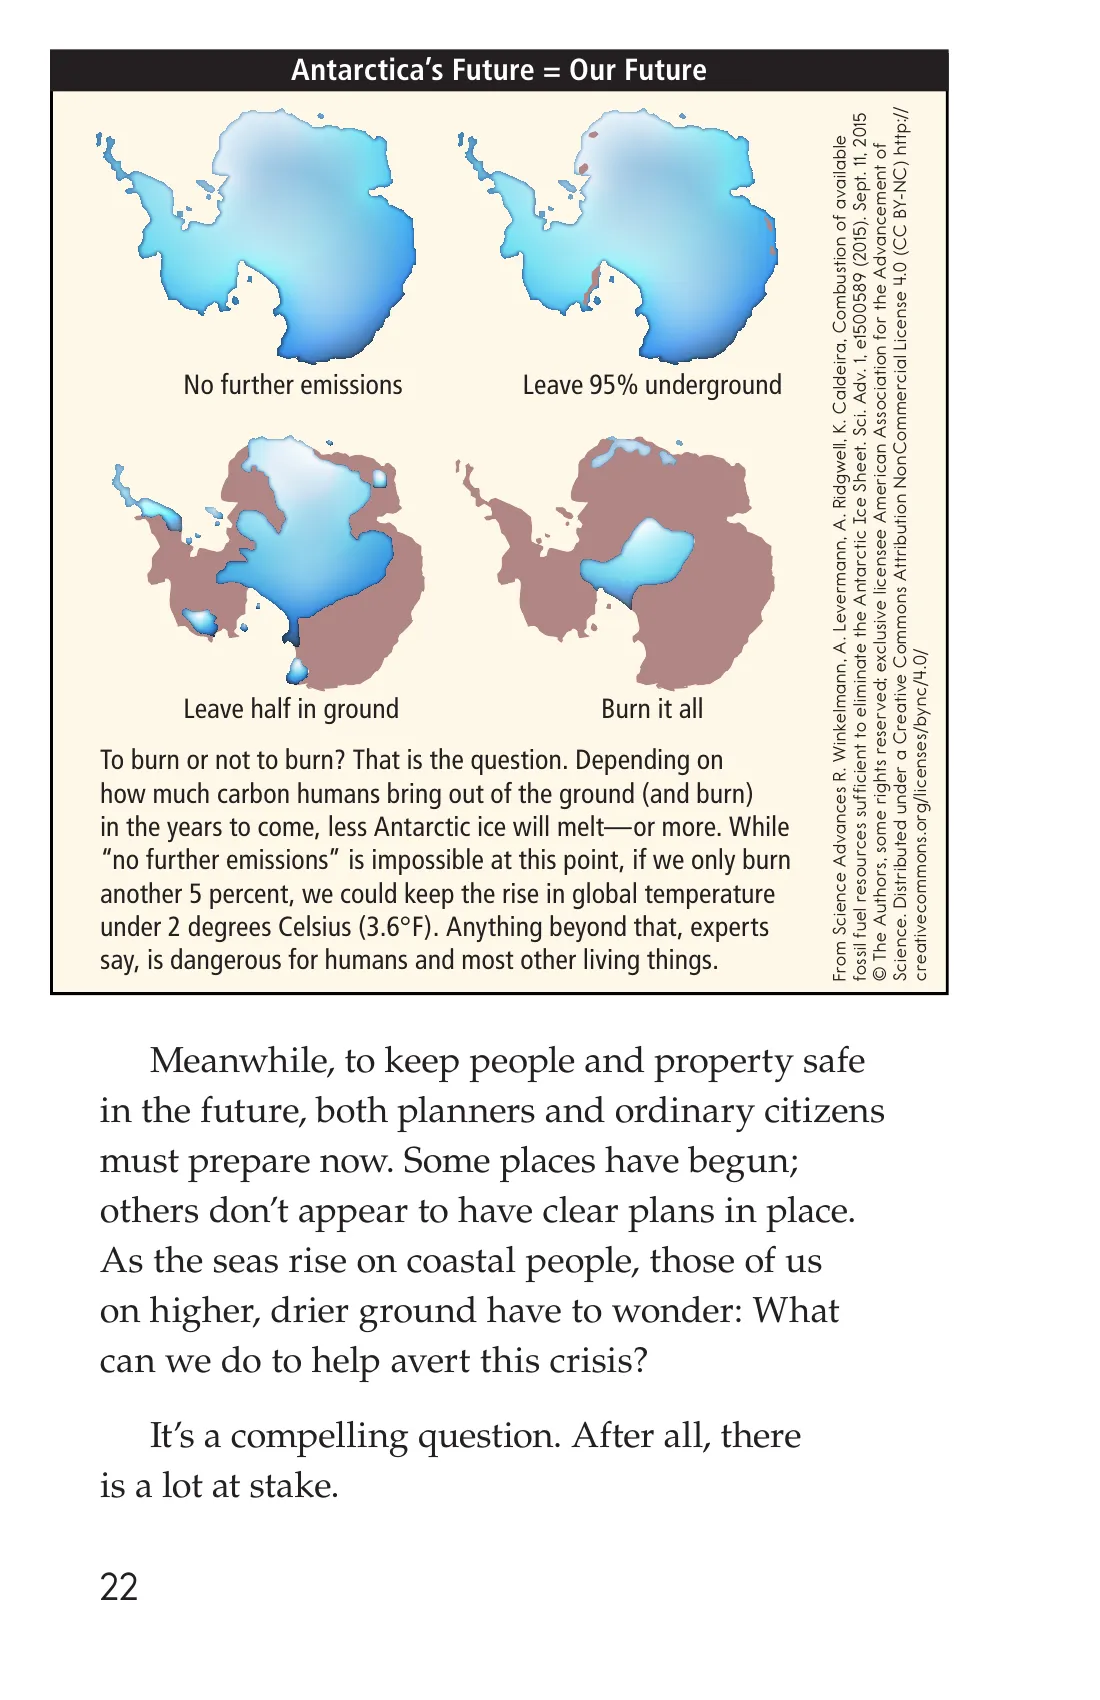 Antarctica’s Future = Our Future
No further emissions
Leave 95% underground
Leave half in ground
Burn it all
To burn or not to burn? That is the question. Depending on
how much carbon humans bring out of the ground (and burn)
in the years to come, less Antarctic ice will melt—or more. While
“no further emissions” is impossible at this point, if we only burn
another 5 percent, we could keep the rise in global temperature
under 2 degrees Celsius (3.6°F). Anything beyond that, experts
say, is dangerous for humans and most other living things.
From Science Advances R. Winkelmann, A. Levermann, A. Ridgwell, K. Caldeira, Combustion of available
fossil fuel resources sufficient to eliminate the Antarctic Ice Sheet. Sci. Adv. 1, e1500589 (2015). Sept. 11, 2015
© The Authors, some rights reserved; exclusive licensee American Association for the Advancement of
Science. Distributed under a Creative Commons Attribution NonCommercial License 4.0 (CC BY-NC) http://
creativecommons.org/licenses/bync/4.0/
Meanwhile, to keep people and property safe
in the future, both planners and ordinary citizens
must prepare now. Some places have begun;
others don’t appear to have clear plans in place.
As the seas rise on coastal people, those of us
on higher, drier ground have to wonder: What
can we do to help avert this crisis?
It’s a compelling question. After all, there
is a lot at stake.
22